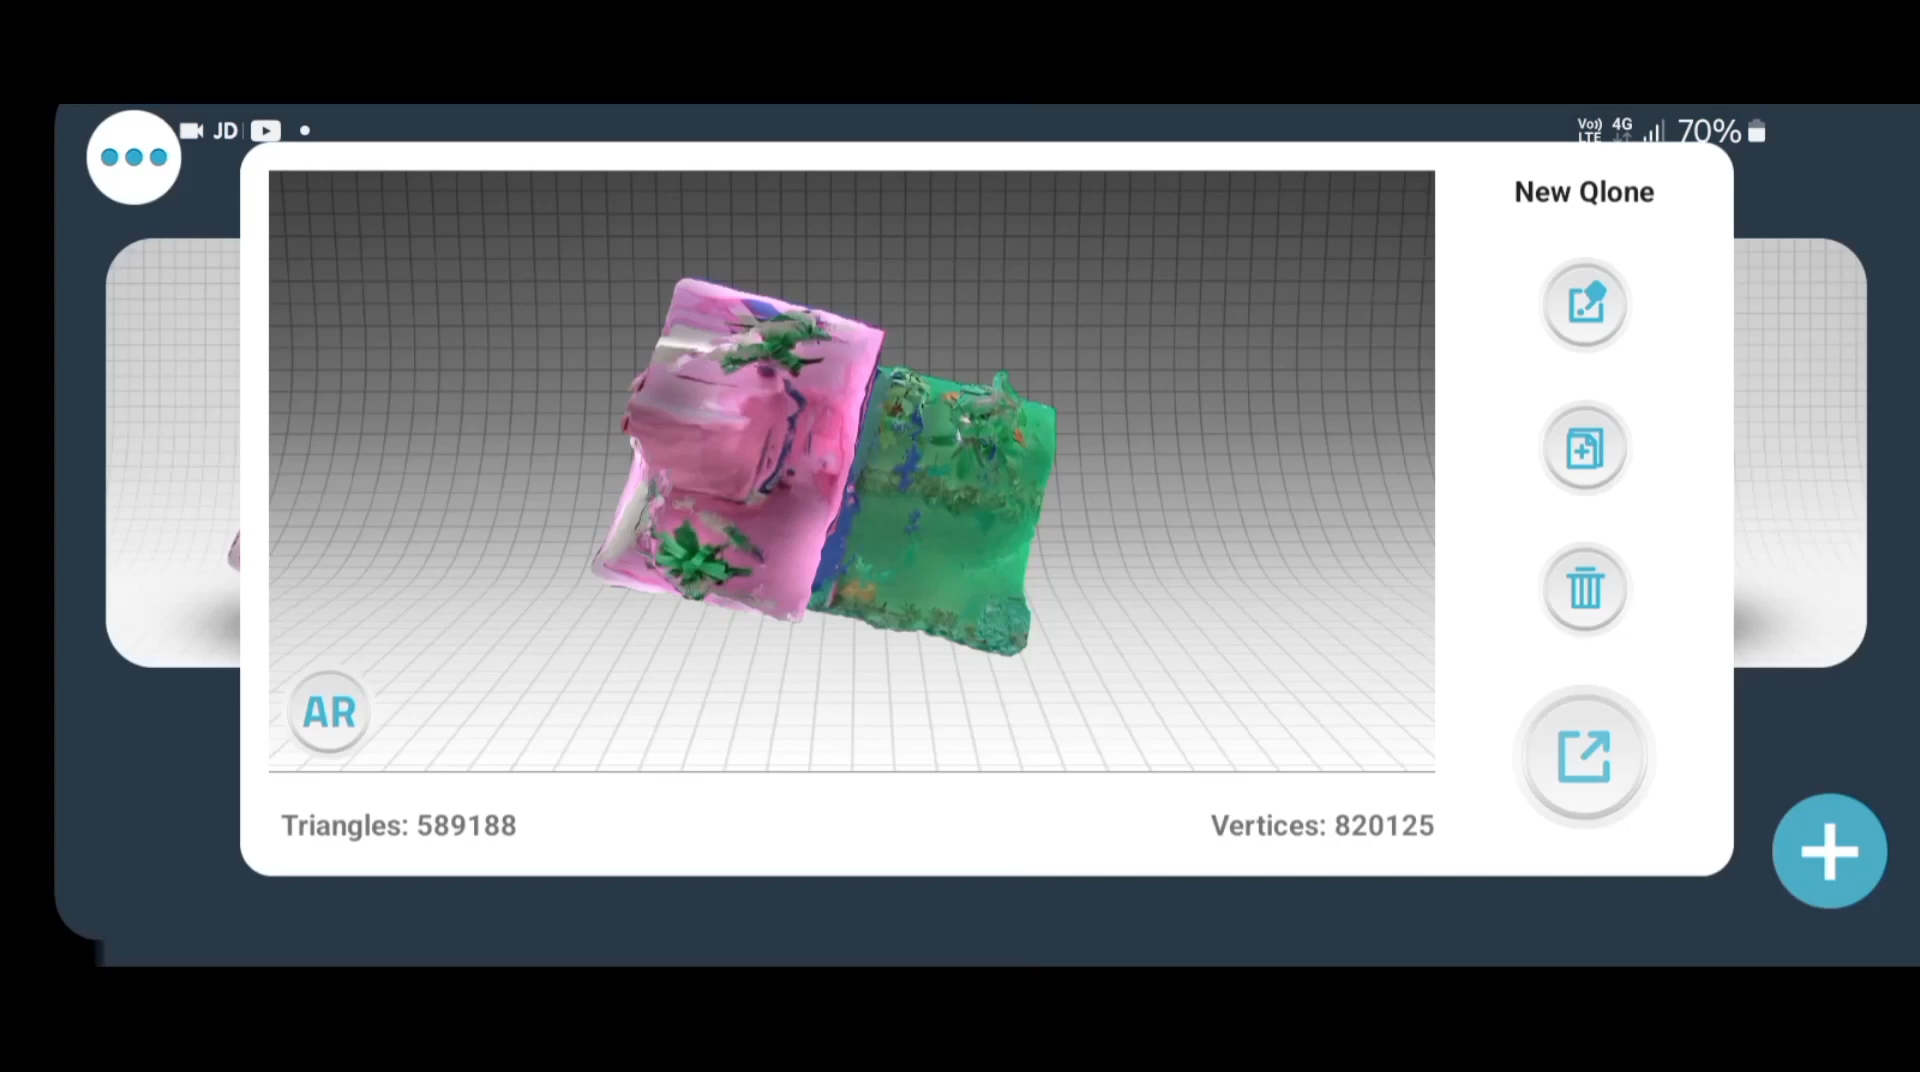 JD
Vo)) LTE 4G 70%
New Qlone
AR
Triangles: 589188
Vertices: 820125